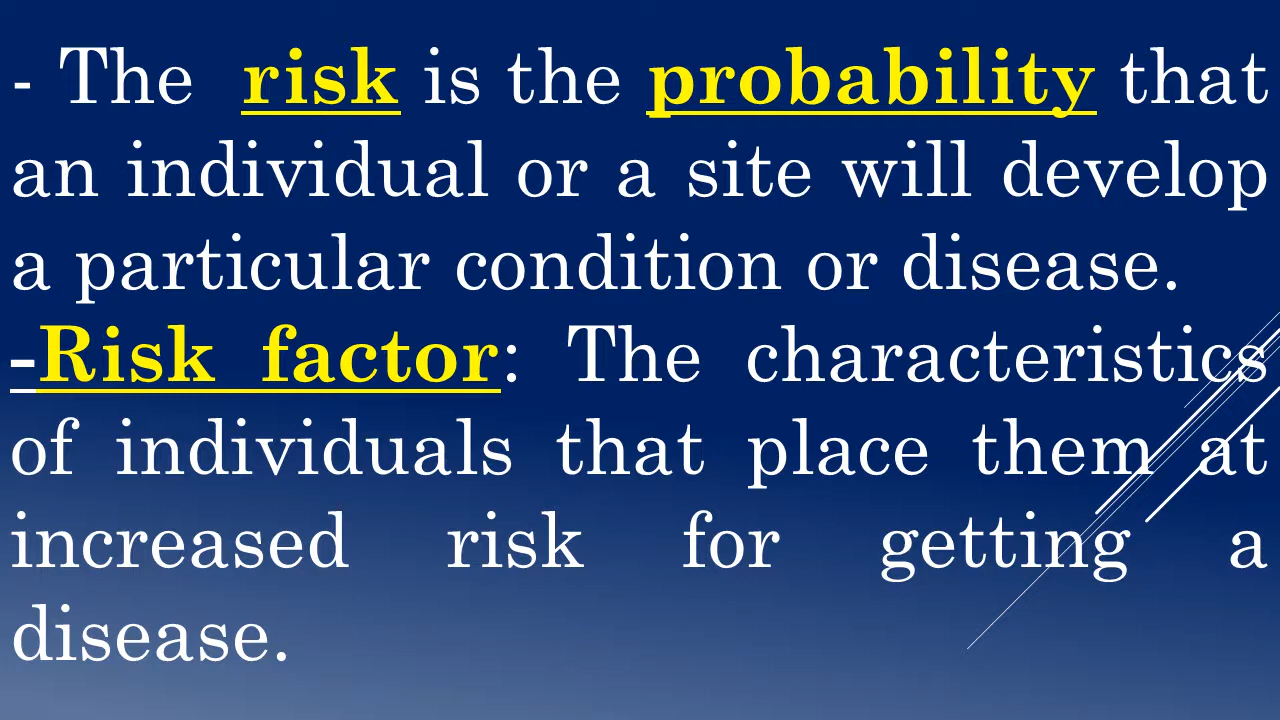 - The risk is the probability that
an individual or a site will develop
a particular condition or disease.
-Risk factor: The characteristics
of individuals that place them at
increased risk for getting a
disease.